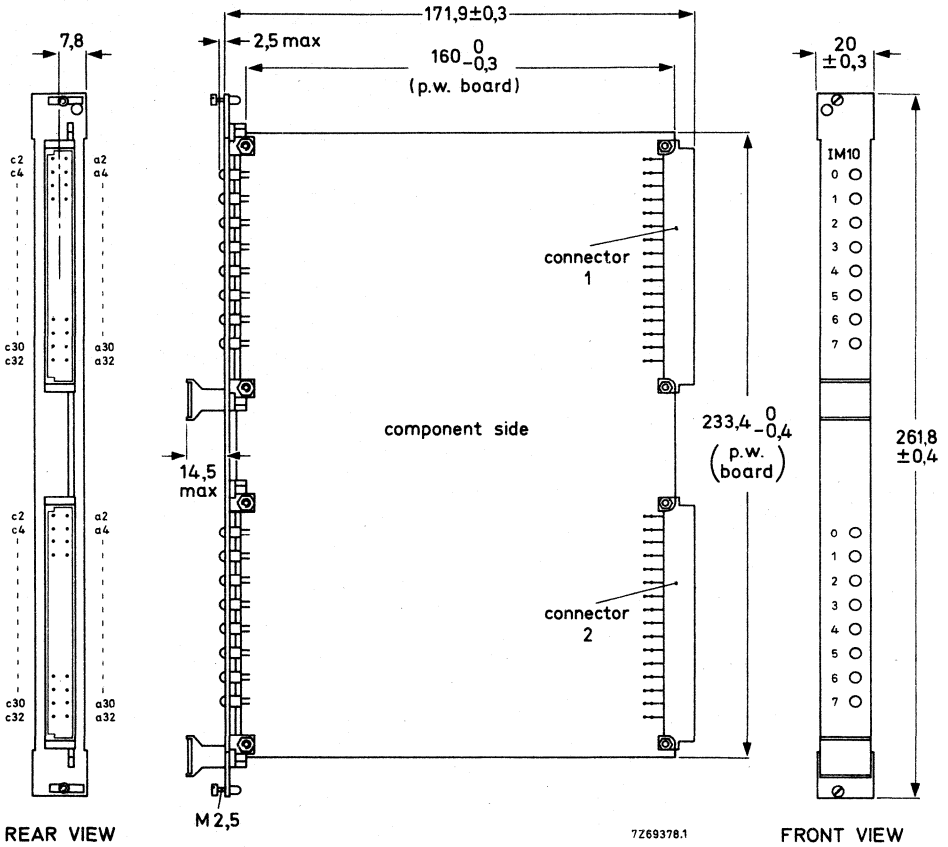 171,9±0,3
7,8
2,5 max
160 0 -0,3
(p.w. board)
20
±0,3
c2
c4
a2
a4
c30
c32
a30
a32
c2
c4
a2
a4
c30
c32
a30
a32
REAR VIEW
connector
1
component side
14,5
max
233,4 0 -0,4
(p.w.
board)
connector
2
M 2,5
7Z69378.1
IM10
0
1
2
3
4
5
6
7
261,8
±0,4
0
1
2
3
4
5
6
7
FRONT VIEW